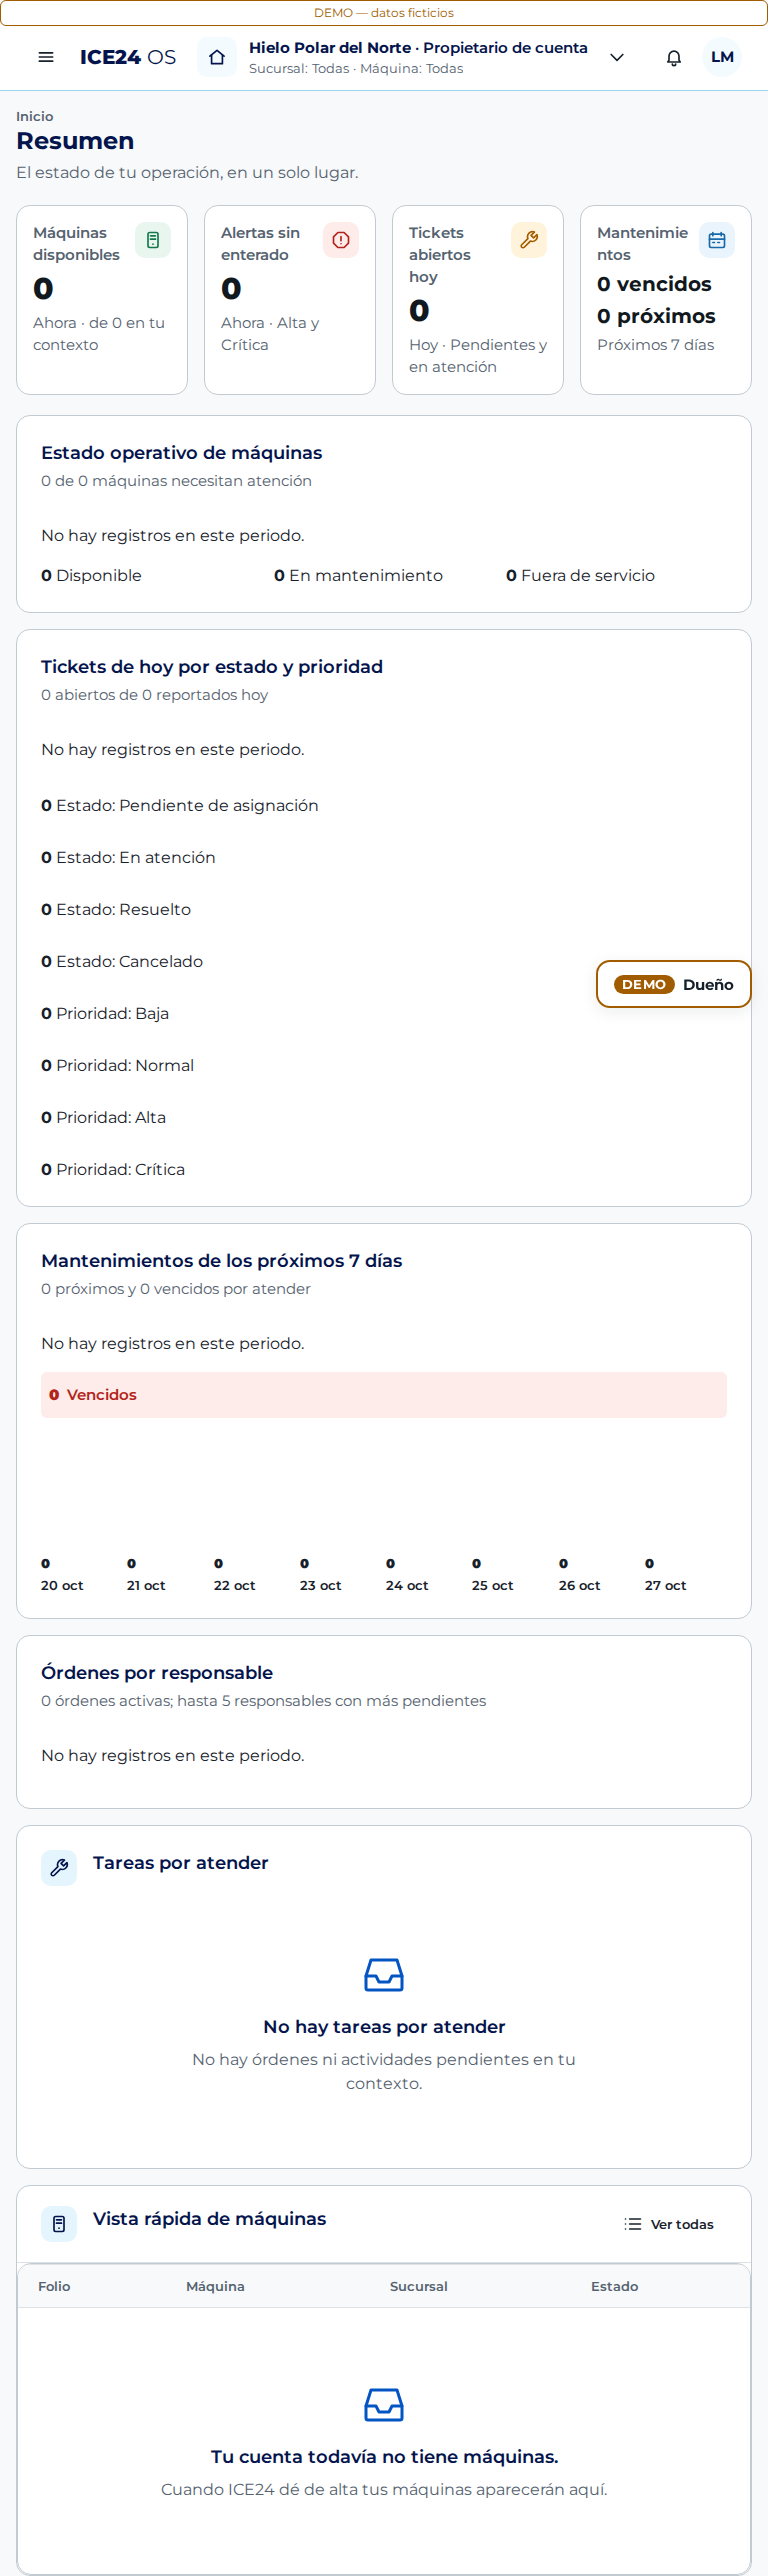 DEMO — datos ficticios
ICE24 OS
Hielo Polar del Norte · Propietario de cuenta
Sucursal: Todas · Máquina: Todas
LM
Inicio
Resumen
El estado de tu operación, en un solo lugar.
Máquinas
disponibles
0
Ahora · de 0 en tu
contexto
Alertas sin
enterado
0
Ahora · Alta y
Crítica
Tickets
abiertos
hoy
0
Hoy · Pendientes y
en atención
Mantenimie
ntos
0 vencidos
0 próximos
Próximos 7 días
Estado operativo de máquinas
0 de 0 máquinas necesitan atención
No hay registros en este periodo.
0 Disponible
0 En mantenimiento
0 Fuera de servicio
Tickets de hoy por estado y prioridad
0 abiertos de 0 reportados hoy
No hay registros en este periodo.
0 Estado: Pendiente de asignación
0 Estado: En atención
0 Estado: Resuelto
0 Estado: Cancelado
DEMO Dueño
0 Prioridad: Baja
0 Prioridad: Normal
0 Prioridad: Alta
0 Prioridad: Crítica
Mantenimientos de los próximos 7 días
0 próximos y 0 vencidos por atender
No hay registros en este periodo.
0 Vencidos
0 0 0 0 0 0 0 0
20 oct 21 oct 22 oct 23 oct 24 oct 25 oct 26 oct 27 oct
Órdenes por responsable
0 órdenes activas; hasta 5 responsables con más pendientes
No hay registros en este periodo.
Tareas por atender
No hay tareas por atender
No hay órdenes ni actividades pendientes en tu
contexto.
Vista rápida de máquinas
Ver todas
Folio Máquina Sucursal Estado
Tu cuenta todavía no tiene máquinas.
Cuando ICE24 dé de alta tus máquinas aparecerán aquí.